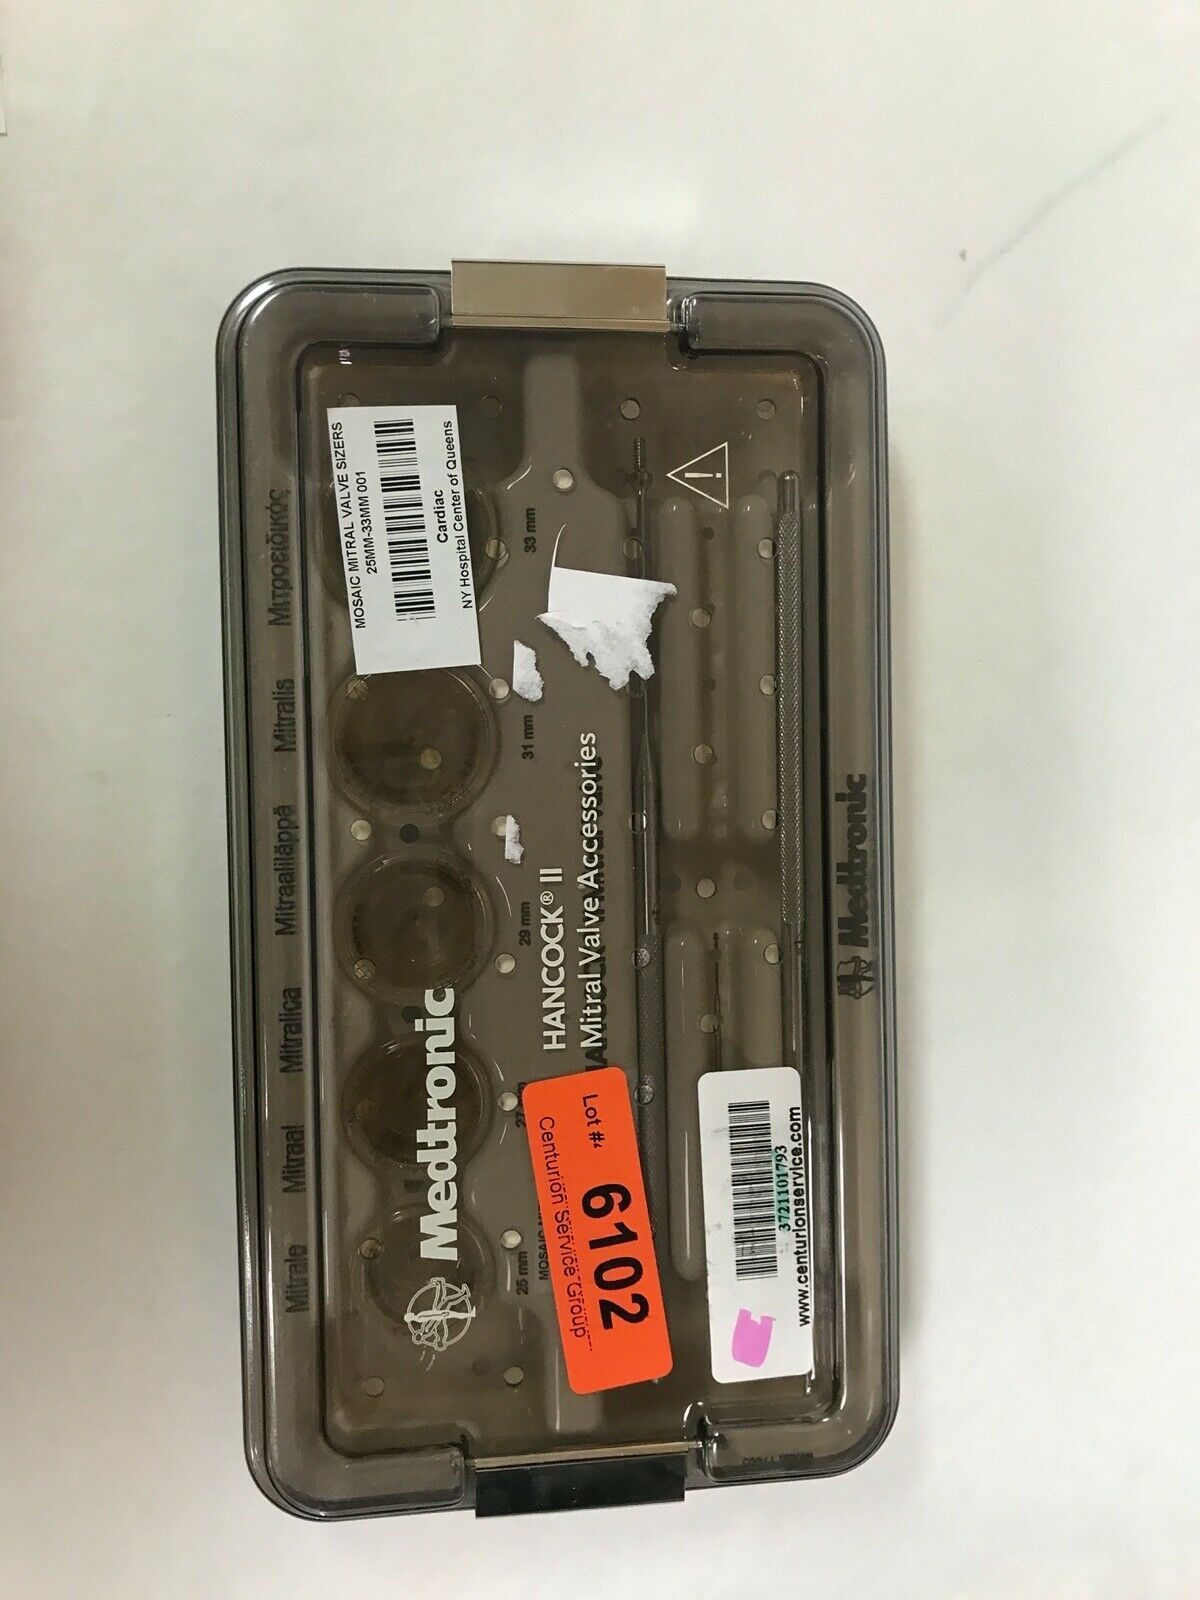 MOSAIC MITRAL VALVE SIZERS
25MM-33MM 001
Cardiac
NY Hospital Center of Queens
Mitrale Mitraal Mitralica Mitraaliläppä Mitralis Μιτροειδικός
Medtronic
25 mm
27 mm
29 mm
31 mm
33 mm
HANCOCK® II
Mitral Valve Accessories
Lot #
6102
Centurion Service Group
3721101793
www.centurionservice.com
Medtronic